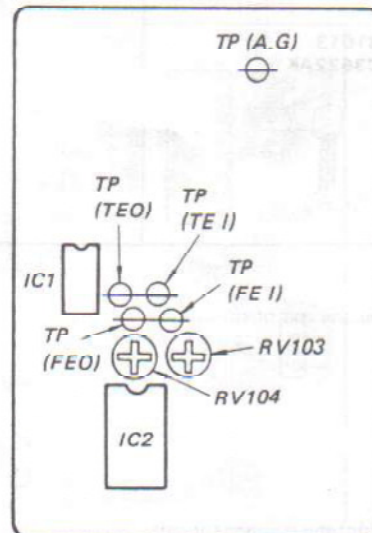 TP (A.G)
TP
(TEO)
TP
(TE I)
IC1
TP
(FE I)
TP
(FEO)
RV103
RV104
IC2